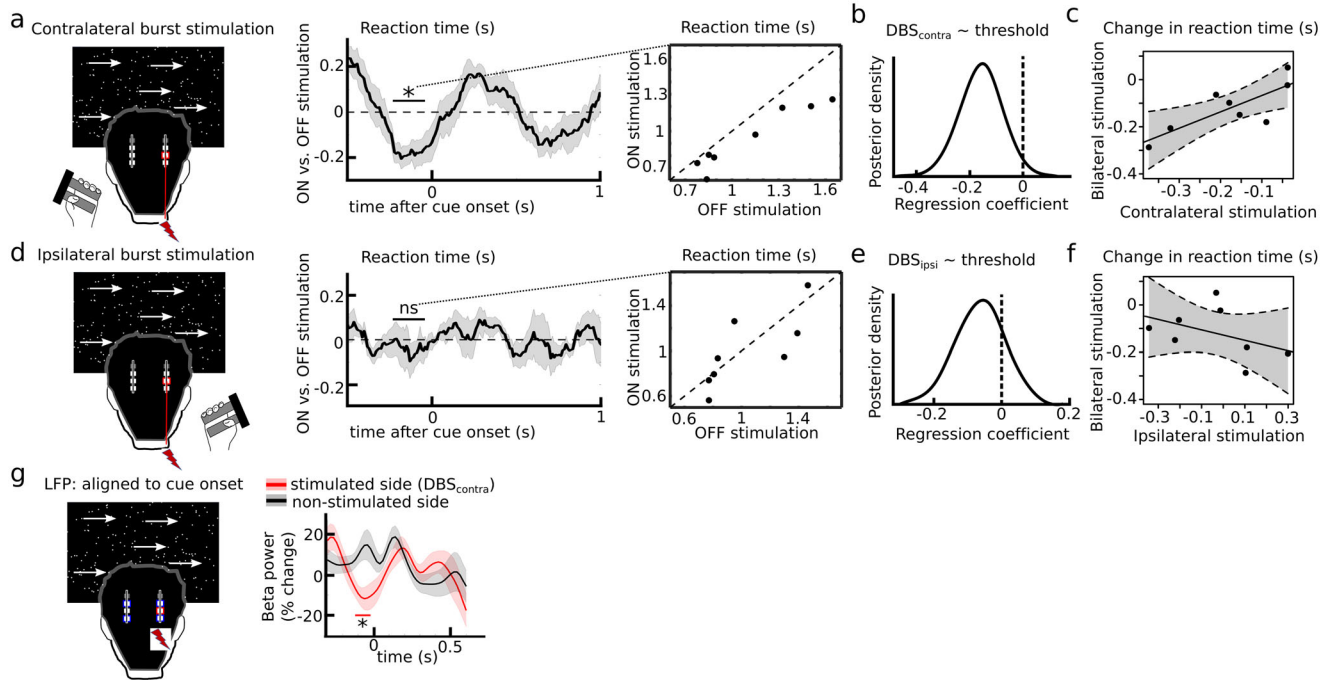 a
Contralateral burst stimulation
Reaction time (s)
ON vs. OFF stimulation
0.2
0
-0.2
*
0
1
time after cue onset (s)
Reaction time (s)
ON stimulation
1.6
1.3
1
0.7
0.7
1
1.3
1.6
OFF stimulation
b
DBScontra ~ threshold
Posterior density
-0.4
-0.2
0
Regression coefficient
c
Change in reaction time (s)
Bilateral stimulation
0
-0.2
-0.4
-0.3
-0.2
-0.1
Contralateral stimulation
d
Ipsilateral burst stimulation
Reaction time (s)
ON vs. OFF stimulation
0.2
0
-0.2
ns
0
1
time after cue onset (s)
Reaction time (s)
ON stimulation
1.4
1
0.6
0.6
1
1.4
OFF stimulation
e
DBSipsi ~ threshold
Posterior density
-0.2
0
0.2
Regression coefficient
f
Change in reaction time (s)
Bilateral stimulation
0
-0.2
-0.4
-0.3
-0.1
0.1
0.3
Ipsilateral stimulation
g
LFP: aligned to cue onset
stimulated side (DBScontra)
non-stimulated side
Beta power
(% change)
20
0
-20
*
0
0.5
time (s)